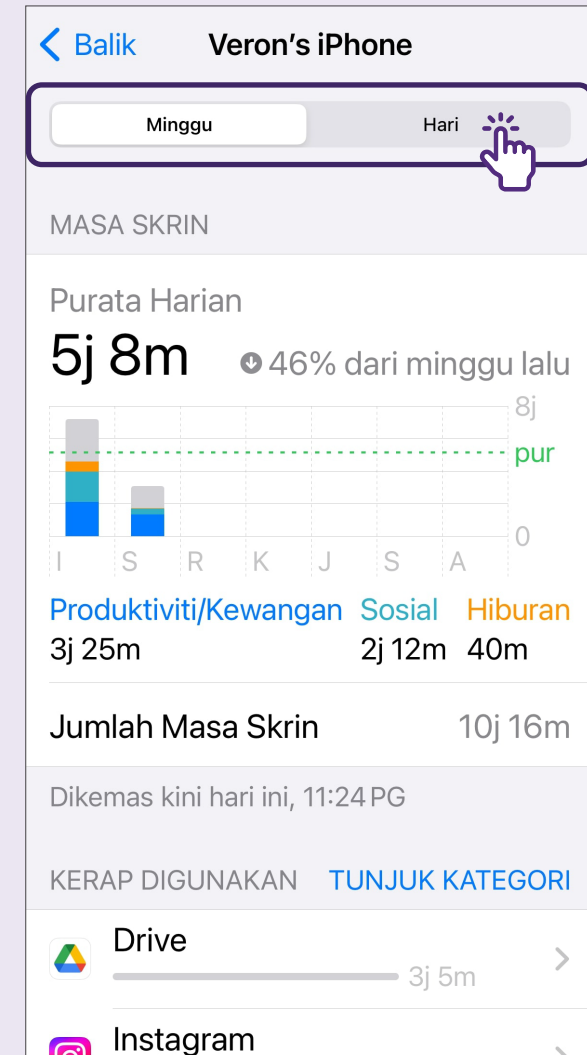 Balik Veron's iPhone
Minggu Hari
MASA SKRIN
Purata Harian
5j 8m 46% dari minggu lalu
8j
pur
0
I S R K J S A
Produktiviti/Kewangan Sosial Hiburan
3j 25m 2j 12m 40m
Jumlah Masa Skrin 10j 16m
Dikemas kini hari ini, 11:24 PG
KERAP DIGUNAKAN TUNJUK KATEGORI
Drive
3j 5m
Instagram